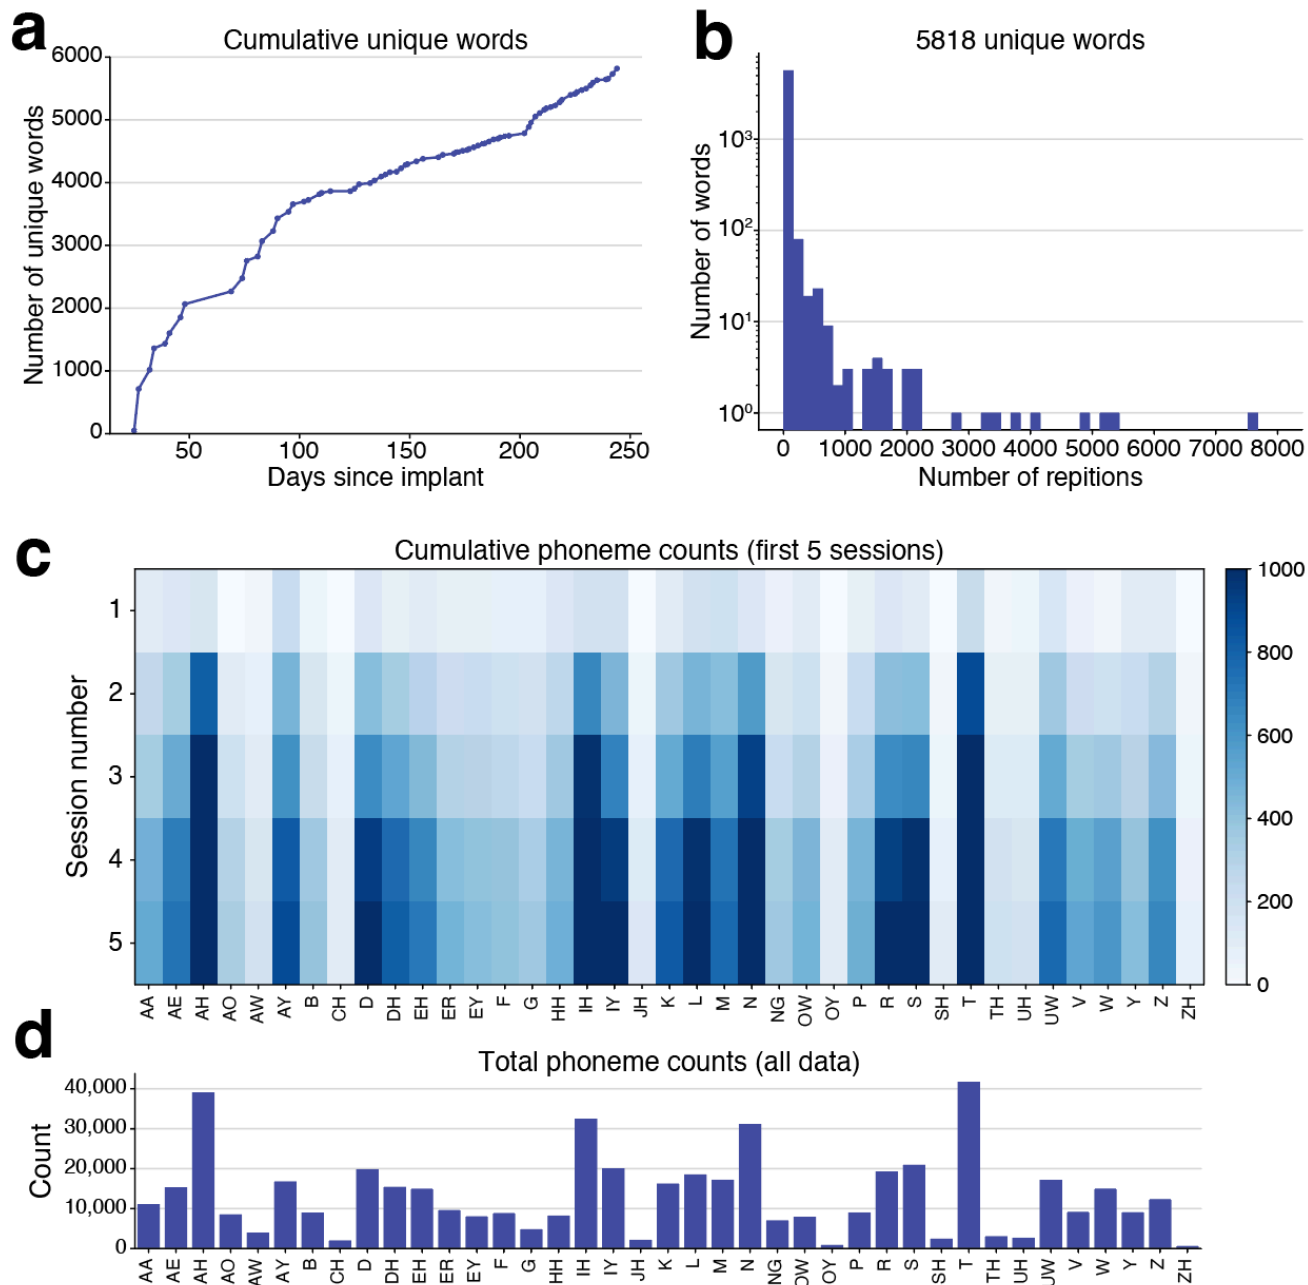 a
Cumulative unique words
Number of unique words
6000
5000
4000
3000
2000
1000
0
50 100 150 200 250
Days since implant
b
5818 unique words
Number of words
10³
10²
10¹
10⁰
0 1000 2000 3000 4000 5000 6000 7000 8000
Number of repitions
c
Cumulative phoneme counts (first 5 sessions)
Session number
1
2
3
4
5
AA AE AH AO AW AY B CH D DH EH ER EY F G HH IH IY JH K L M N NG OW OY P R S SH T TH UH UW V W Y Z ZH
1000
800
600
400
200
0
d
Total phoneme counts (all data)
Count
40,000
30,000
20,000
10,000
0
AA AE AH AO AW AY B CH D DH EH ER EY F G HH IH IY JH K L M N NG OW OY P R S SH T TH UH UW V W Y Z ZH